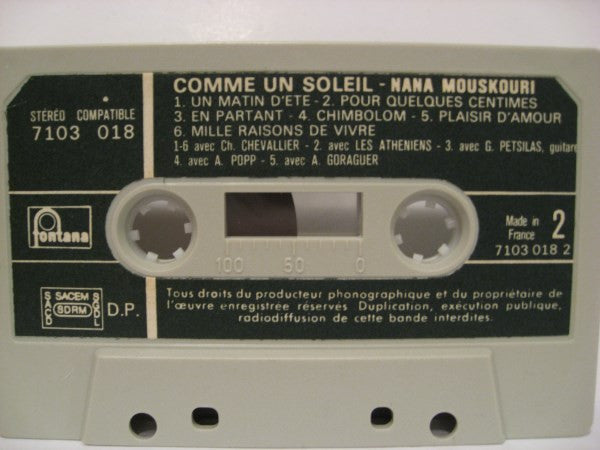 COMME UN SOLEIL - NANA MOUSKOURI
1. UN MATIN D'ETE - 2. POUR QUELQUES CENTIMES
3. EN PARTANT - 4. CHIMBOLOM - 5. PLAISIR D'AMOUR
6. MILLE RAISONS DE VIVRE
1-6 avec Ch. CHEVALLIER - 2. avec LES ATHENIENS - 3. avec G. PETSILAS, guitare
4. avec A. POPP - 5. avec A. GORAGUER
STÉRÉO COMPATIBLE
7103 018
fontana
100 50 0
Made in
France
2
7103 018 2
SACEM
SACD SDRM SGDL
D.P.
Tous droits du producteur phonographique et du propriétaire de
l'œuvre enregistrée réservés Duplication, exécution publique,
radiodiffusion de cette bande interdites.